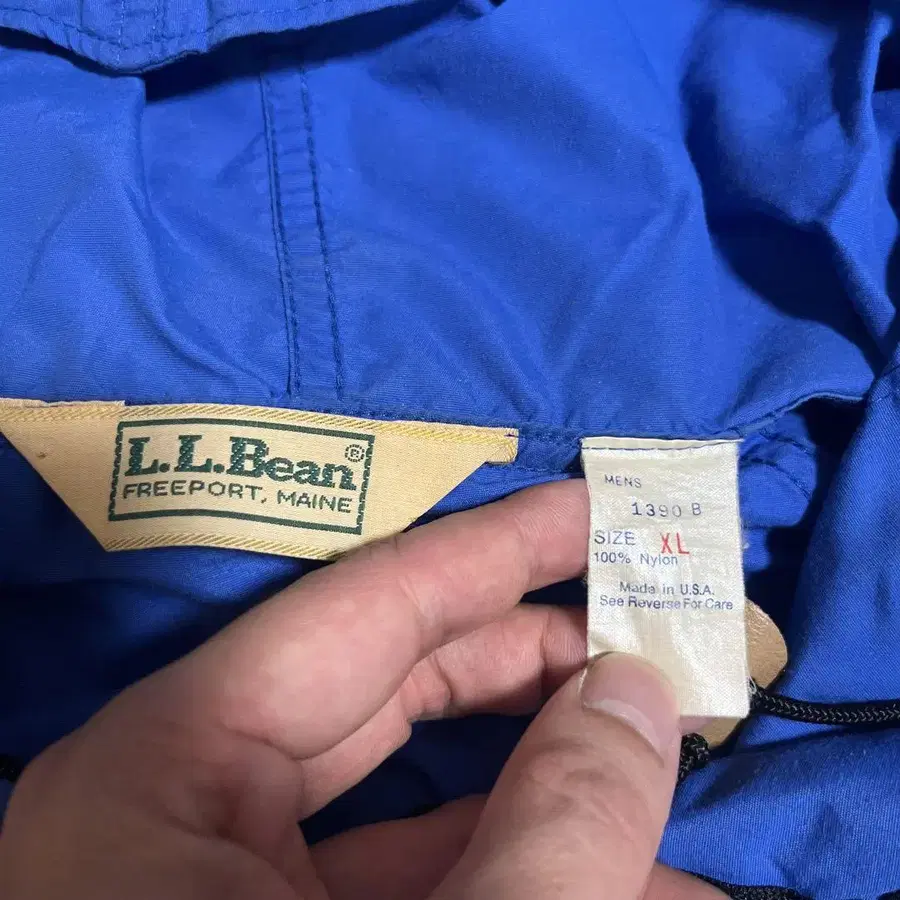 L.L.Bean®
FREEPORT, MAINE
MENS
1390 B
SIZE XL
100% Nylon
Made in U.S.A.
See Reverse For Care